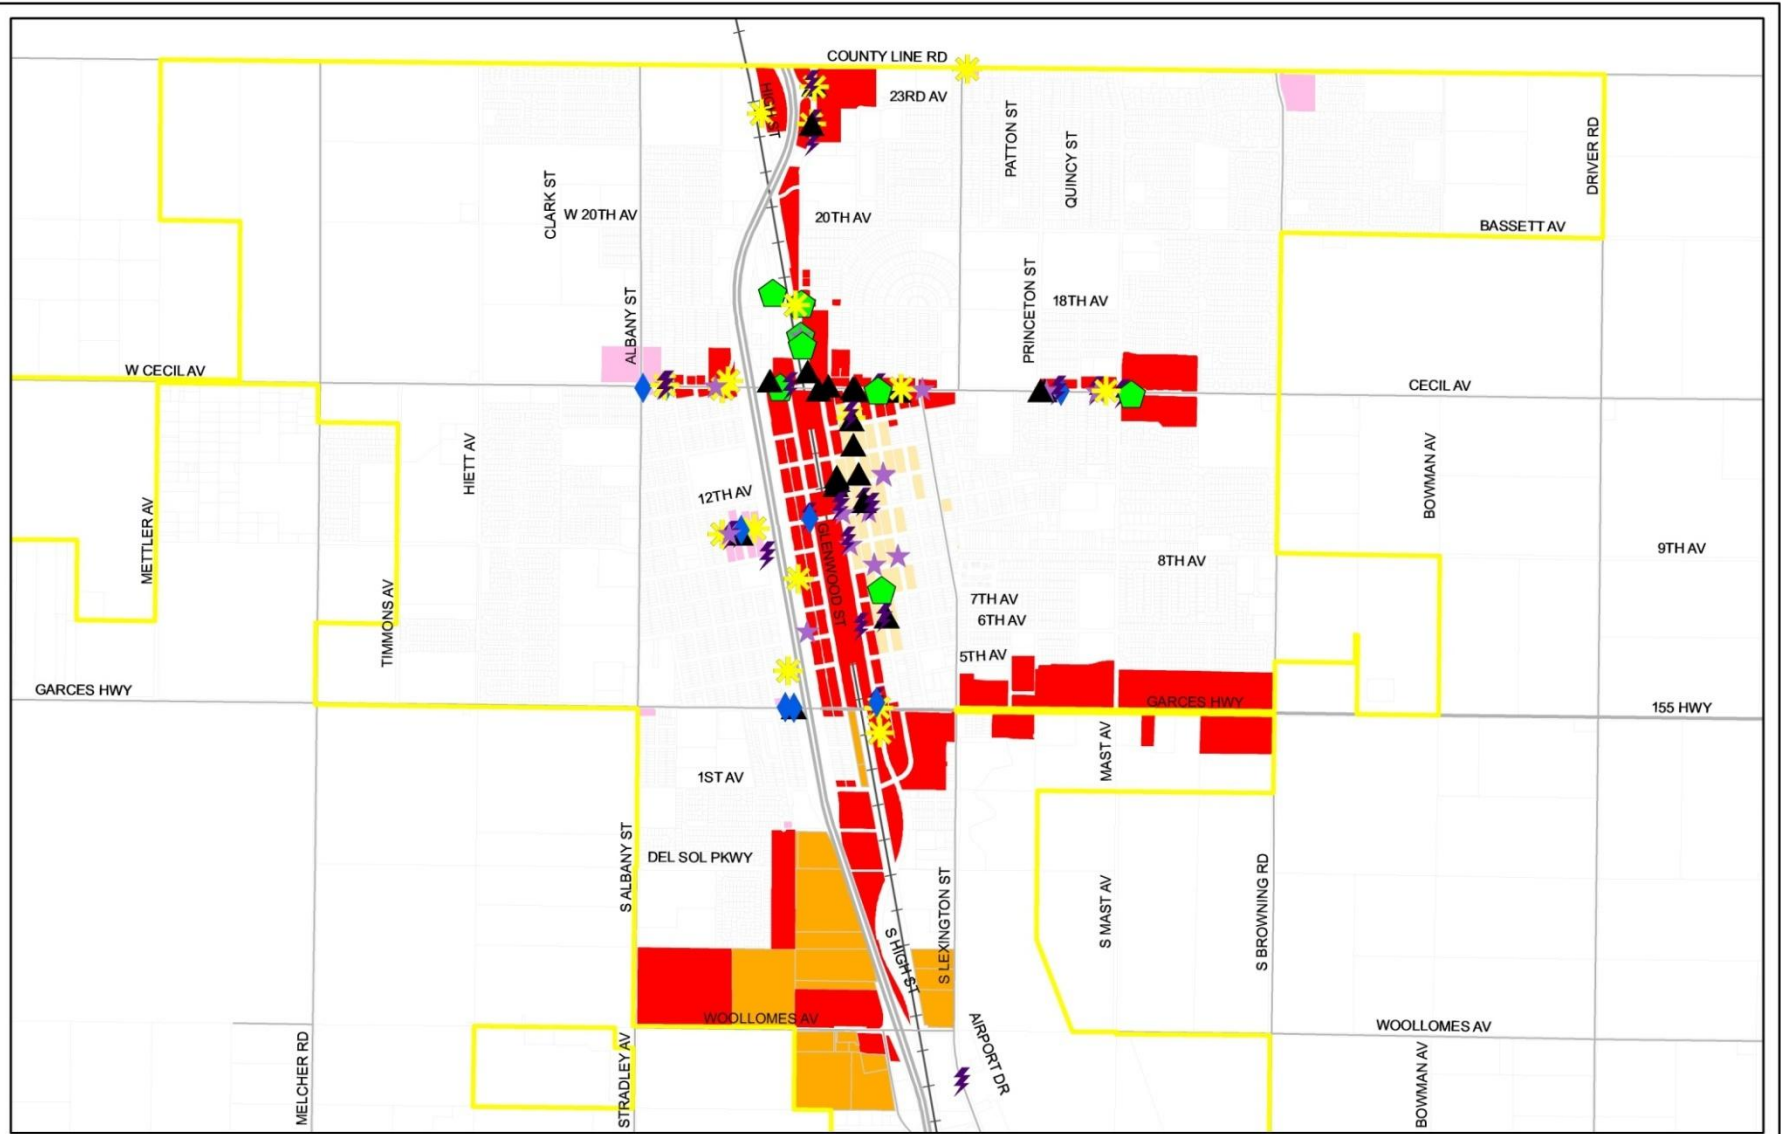 COUNTY LINE RD
23RD AV
HIGH ST
PATTON ST
QUINCY ST
DRIVER RD
CLARK ST
W 20TH AV
20TH AV
BASSETT AV
ALBANY ST
PRINCETON ST
18TH AV
W CECIL AV
CECIL AV
HIETT AV
BOWMAN AV
METTLER AV
12TH AV
GLENWOOD ST
8TH AV
9TH AV
TIMMONS AV
7TH AV
6TH AV
5TH AV
GARCES HWY
GARCES HWY
155 HWY
MAST AV
1ST AV
S ALBANY ST
DEL SOL PKWY
S LEXINGTON ST
S MAST AV
S BROWNING RD
S HIGH ST
WOOLLOMES AV
WOOLLOMES AV
MELCHER RD
STRADLEY AV
AIRPORT DR
BOWMAN AV